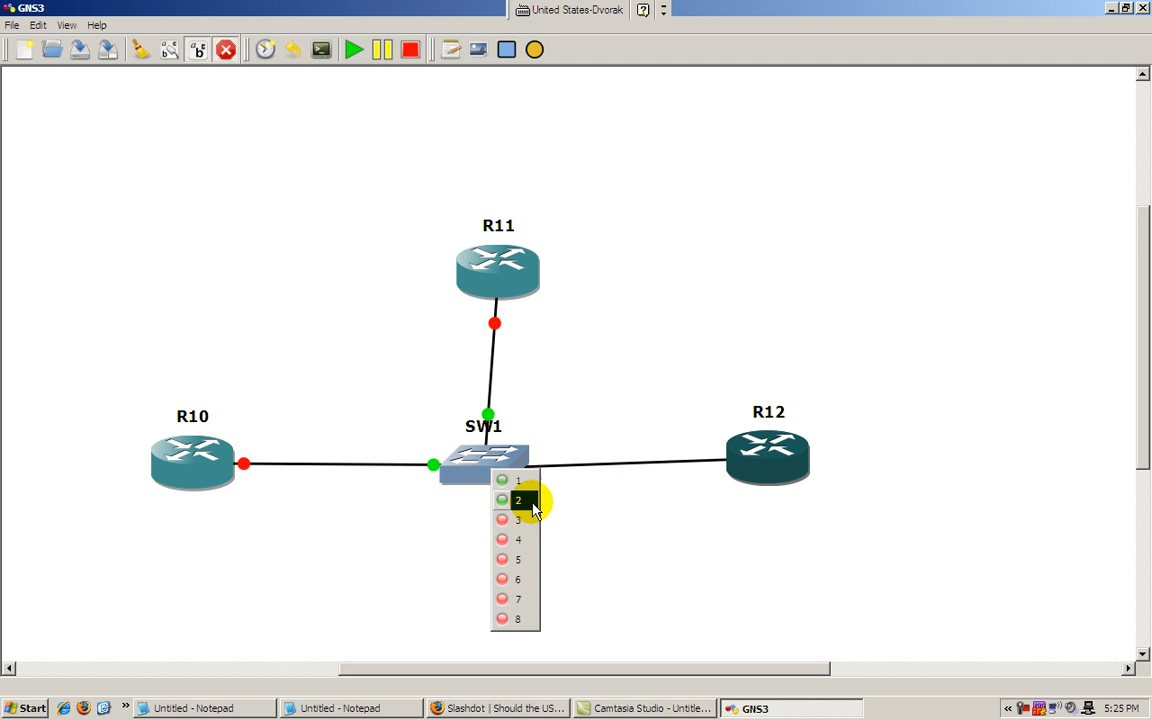 GNS3
United States-Dvorak
File Edit View Help
R11
SW1
R10
R12
1
2
3
4
5
6
7
8
Start
»
Untitled - Notepad
Untitled - Notepad
Slashdot | Should the US...
Camtasia Studio - Untitle...
GNS3
«
5:25 PM